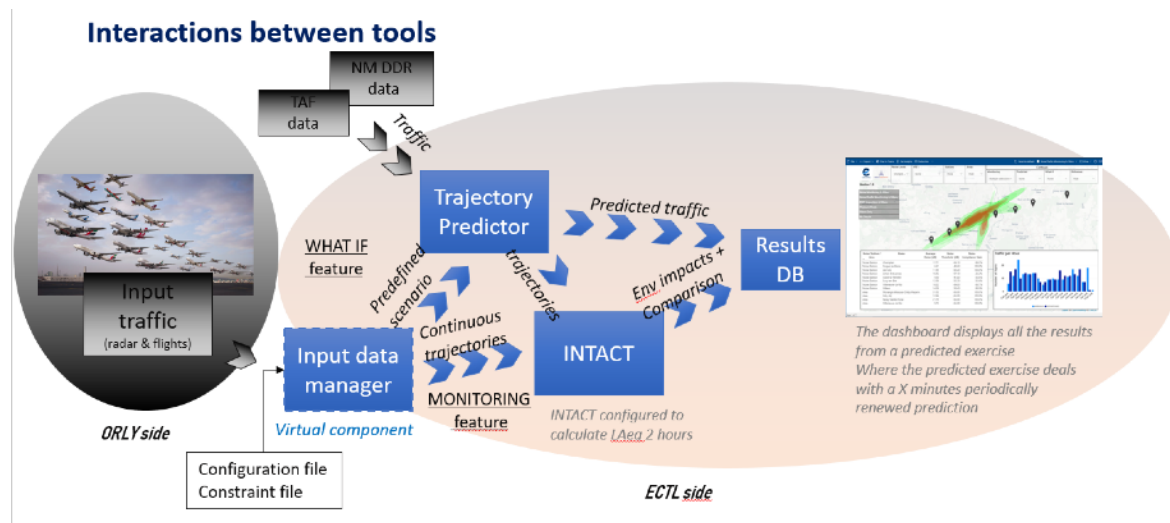 Interactions between tools
NM DDR
data
TAF
data
Traffic
Input
traffic
(radar & flights)
ORLY side
WHAT IF
feature
Trajectory
Predictor
Predefined
scenario
Continuous
trajectories
trajectories
Predicted traffic
Env impacts +
Comparison
Results
DB
Input data
manager
Virtual component
MONITORING
feature
INTACT
INTACT configured to
calculate LAeq 2 hours
Configuration file
Constraint file
ECTL side
The dashboard displays all the results
from a predicted exercise
Where the predicted exercise deals
with a X minutes periodically
renewed prediction